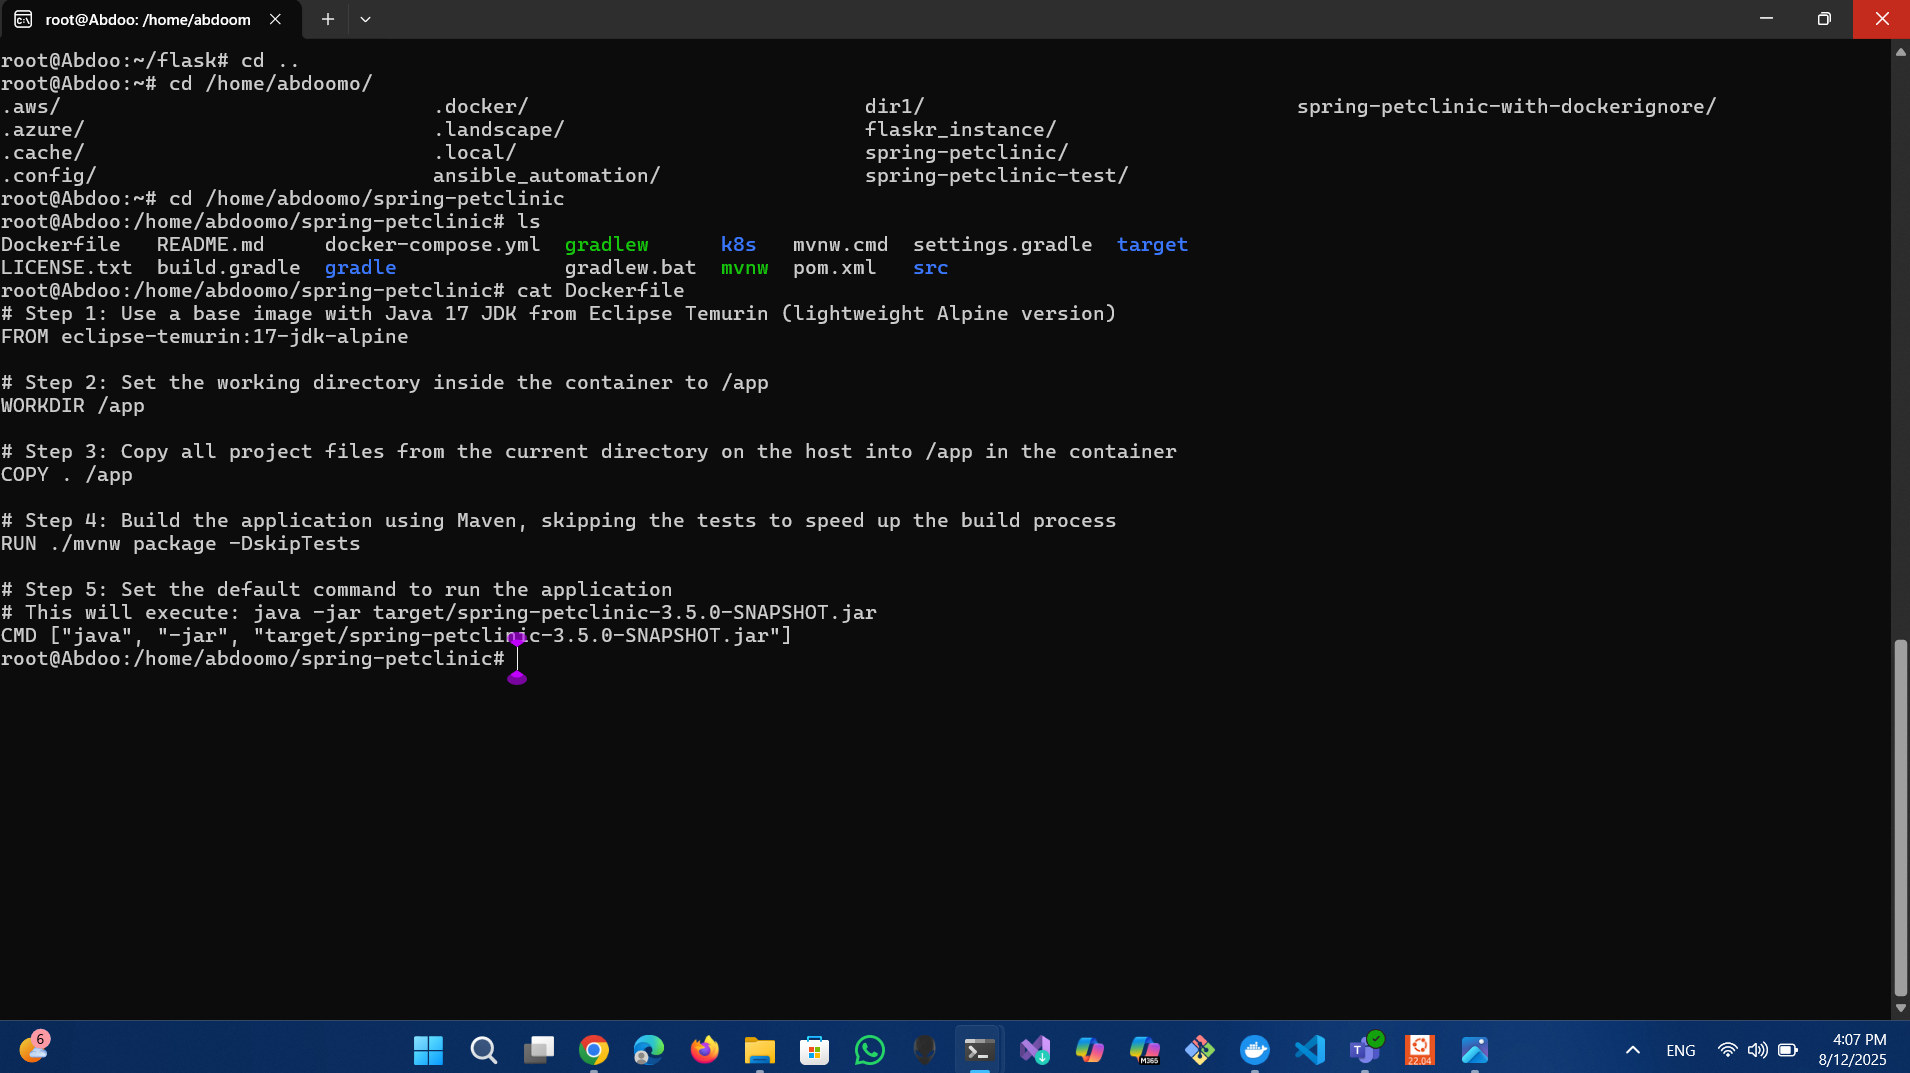 root@Abdoo: /home/abdoom
root@Abdoo:~/flask# cd ..
root@Abdoo:~# cd /home/abdoomo/
.aws/ .docker/ dir1/ spring-petclinic-with-dockerignore/
.azure/ .landscape/ flaskr_instance/
.cache/ .local/ spring-petclinic/
.config/ ansible_automation/ spring-petclinic-test/
root@Abdoo:~# cd /home/abdoomo/spring-petclinic
root@Abdoo:/home/abdoomo/spring-petclinic# ls
Dockerfile README.md docker-compose.yml gradlew k8s mvnw.cmd settings.gradle target
LICENSE.txt build.gradle gradle gradlew.bat mvnw pom.xml src
root@Abdoo:/home/abdoomo/spring-petclinic# cat Dockerfile
# Step 1: Use a base image with Java 17 JDK from Eclipse Temurin (lightweight Alpine version)
FROM eclipse-temurin:17-jdk-alpine
# Step 2: Set the working directory inside the container to /app
WORKDIR /app
# Step 3: Copy all project files from the current directory on the host into /app in the container
COPY . /app
# Step 4: Build the application using Maven, skipping the tests to speed up the build process
RUN ./mvnw package -DskipTests
# Step 5: Set the default command to run the application
# This will execute: java -jar target/spring-petclinic-3.5.0-SNAPSHOT.jar
CMD ["java", "-jar", "target/spring-petclinic-3.5.0-SNAPSHOT.jar"]
root@Abdoo:/home/abdoomo/spring-petclinic#
6
M365
22.04
ENG
4:07 PM
8/12/2025